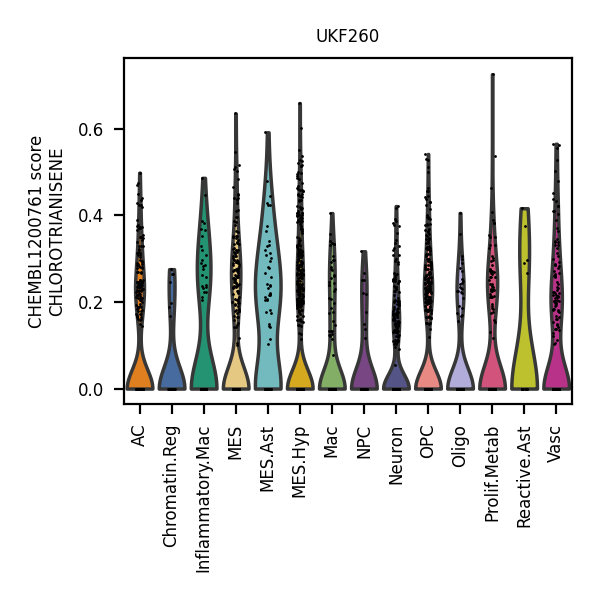 UKF260
CHEMBL1200761 score
CHLOROTRIANISENE
0.6
0.4
0.2
0.0
AC
Chromatin.Reg
Inflammatory.Mac
MES
MES.Ast
MES.Hyp
Mac
NPC
Neuron
OPC
Oligo
Prolif.Metab
Reactive.Ast
Vasc